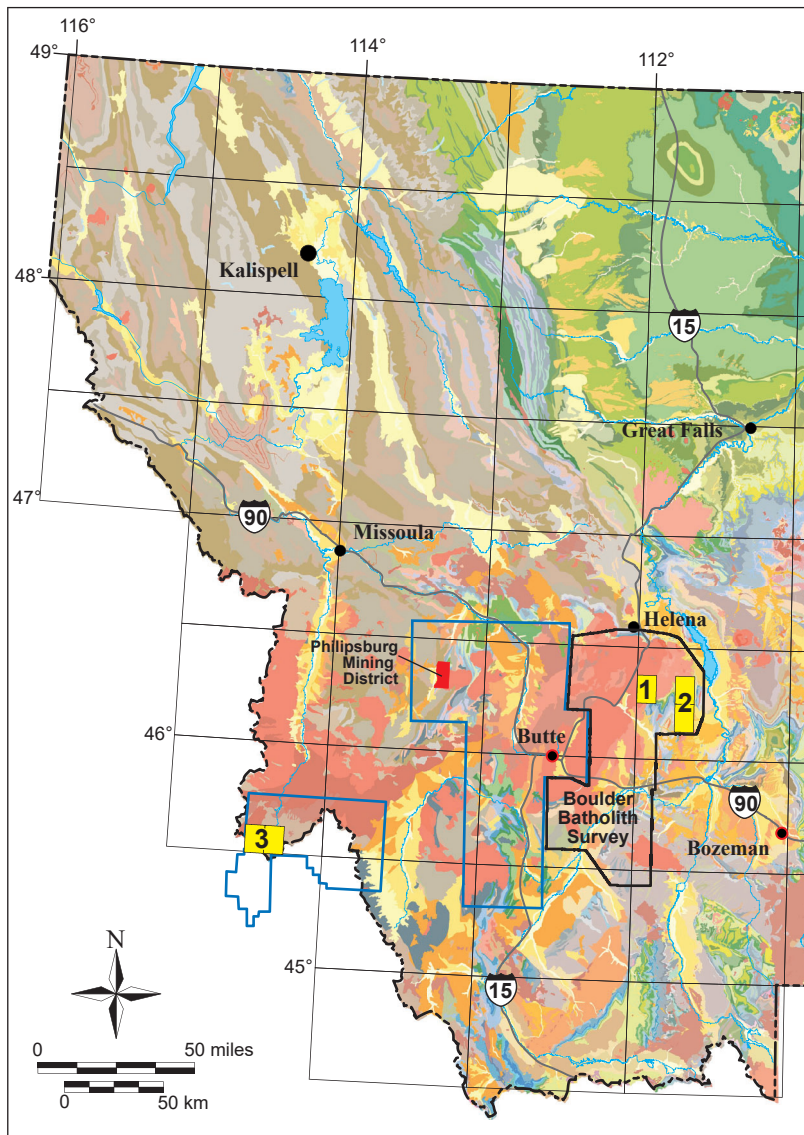 116°
114°
112°
49°
Kalispell
48°
15
Great Falls
47°
90
Missoula
Helena
Philipsburg
Mining
District
1
2
46°
Butte
Boulder
Batholith
Survey
90
Bozeman
3
N
45°
15
0 50 miles
0 50 km